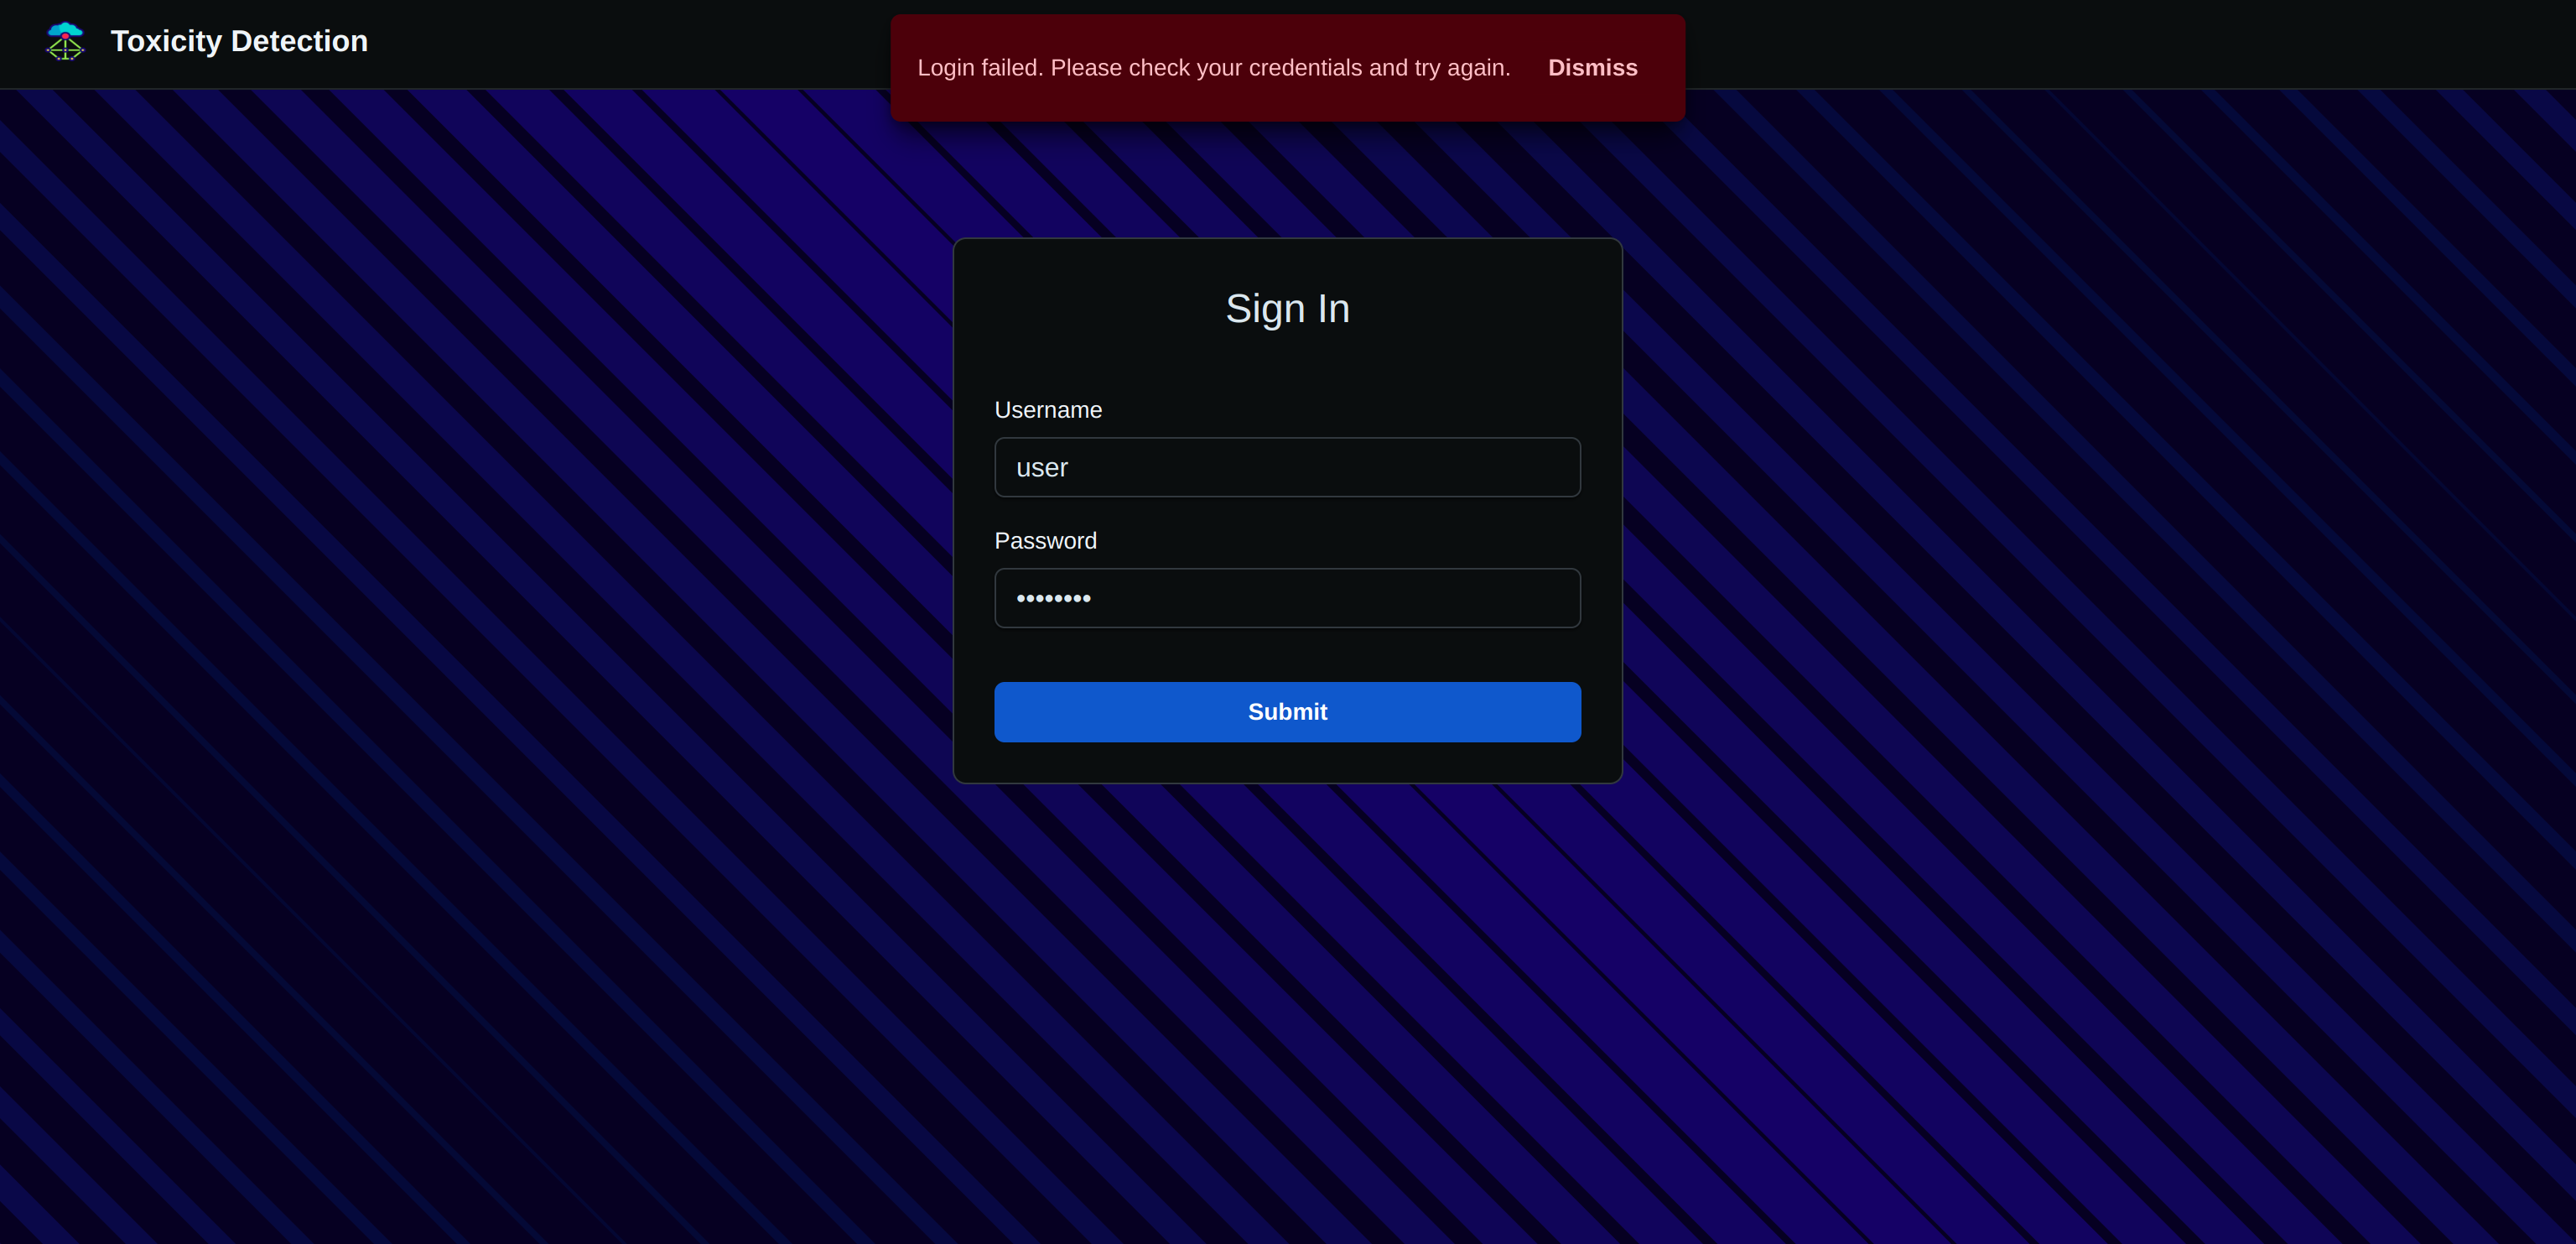 Toxicity Detection
Login failed. Please check your credentials and try again. Dismiss
Sign In
Username
user
Password
••••••••
Submit